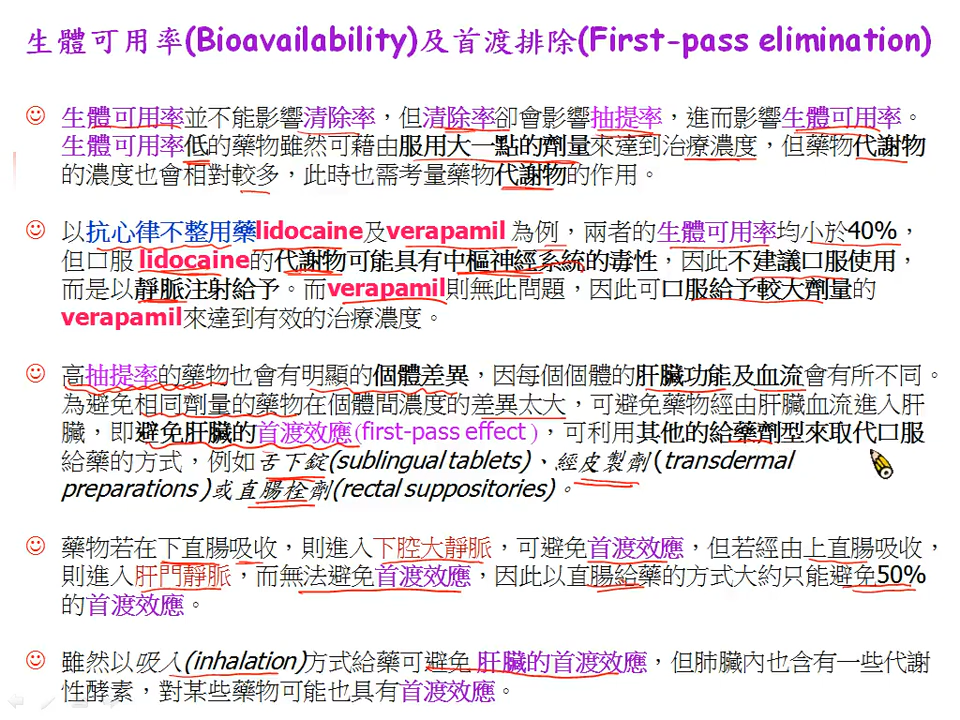 生體可用率(Bioavailability)及首渡排除(First-pass elimination)
生體可用率並不能影響清除率，但清除率卻會影響抽提率，進而影響生體可用率。
生體可用率低的藥物雖然可藉由服用大一點的劑量來達到治療濃度，但藥物代謝物
的濃度也會相對較多，此時也需考量藥物代謝物的作用。
以抗心律不整用藥lidocaine及verapamil 為例，兩者的生體可用率均小於40%，
但口服 lidocaine的代謝物可能具有中樞神經系統的毒性，因此不建議口服使用，
而是以靜脈注射給予。而verapamil則無此問題，因此可口服給予較大劑量的
verapamil來達到有效的治療濃度。
高抽提率的藥物也會有明顯的個體差異，因每個個體的肝臟功能及血流會有所不同。
為避免相同劑量的藥物在個體間濃度的差異太大，可避免藥物經由肝臟血流進入肝
臟，即避免肝臟的首渡效應(first-pass effect )，可利用其他的給藥劑型來取代口服
給藥的方式，例如舌下錠(sublingual tablets)、經皮製劑(transdermal
preparations )或直腸栓劑(rectal suppositories)。
藥物若在下直腸吸收，則進入下腔大靜脈，可避免首渡效應，但若經由上直腸吸收，
則進入肝門靜脈，而無法避免首渡效應，因此以直腸給藥的方式大約只能避免50%
的首渡效應。
雖然以吸入(inhalation)方式給藥可避免 肝臟的首渡效應，但肺臟內也含有一些代謝
性酵素，對某些藥物可能也具有首渡效應。